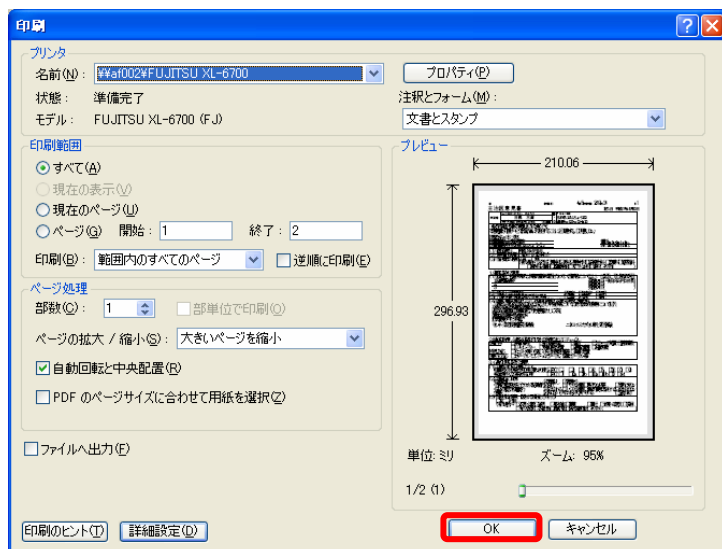 印刷
プリンタ
名前(N): ¥¥af002¥FUJITSU XL-6700
プロパティ(P)
状態: 準備完了
注釈とフォーム(M):
モデル: FUJITSU XL-6700 (FJ)
文書とスタンプ
印刷範囲
すべて(A)
現在の表示(V)
現在のページ(U)
ページ(G) 開始: 1 終了: 2
印刷(B): 範囲内のすべてのページ 逆順に印刷(E)
ページ処理
部数(C): 1 部単位で印刷(O)
ページの拡大 / 縮小(S): 大きいページを縮小
自動回転と中央配置(R)
PDF のページサイズに合わせて用紙を選択(Z)
ファイルへ出力(F)
プレビュー
210.06
296.93
単位: ミリ ズーム: 95%
1/2 (1)
印刷のヒント(T) 詳細設定(D) OK キャンセル